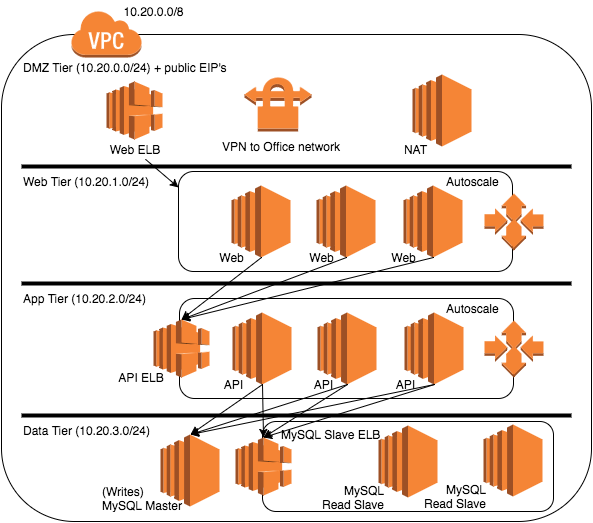 10.20.0.0/8
VPC
DMZ Tier (10.20.0.0/24) + public EIP's
Web ELB
VPN to Office network
NAT
Web Tier (10.20.1.0/24)
Autoscale
Web
Web
Web
App Tier (10.20.2.0/24)
Autoscale
API ELB
API
API
API
Data Tier (10.20.3.0/24)
MySQL Slave ELB
(Writes)
MySQL Master
MySQL
Read Slave
MySQL
Read Slave